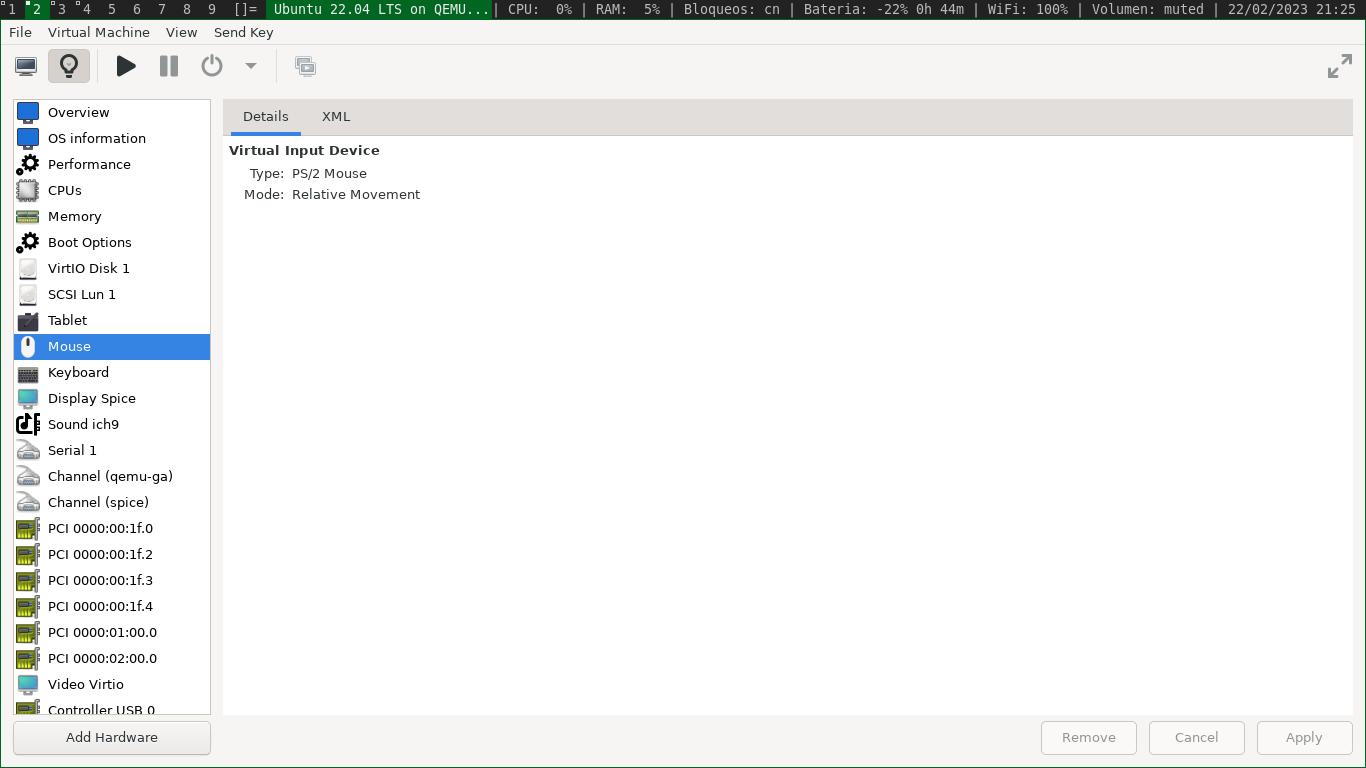 1 2 3 4 5 6 7 8 9 []= Ubuntu 22.04 LTS on QEMU... | CPU: 0% | RAM: 5% | Bloqueos: cn | Bateria: -22% 0h 44m | WiFi: 100% | Volumen: muted | 22/02/2023 21:25
File Virtual Machine View Send Key
Overview
OS information
Performance
CPUs
Memory
Boot Options
VirtIO Disk 1
SCSI Lun 1
Tablet
Mouse
Keyboard
Display Spice
Sound ich9
Serial 1
Channel (qemu-ga)
Channel (spice)
PCI 0000:00:1f.0
PCI 0000:00:1f.2
PCI 0000:00:1f.3
PCI 0000:00:1f.4
PCI 0000:01:00.0
PCI 0000:02:00.0
Video Virtio
Controller USB 0
Add Hardware
Details XML
Virtual Input Device
Type: PS/2 Mouse
Mode: Relative Movement
Remove Cancel Apply